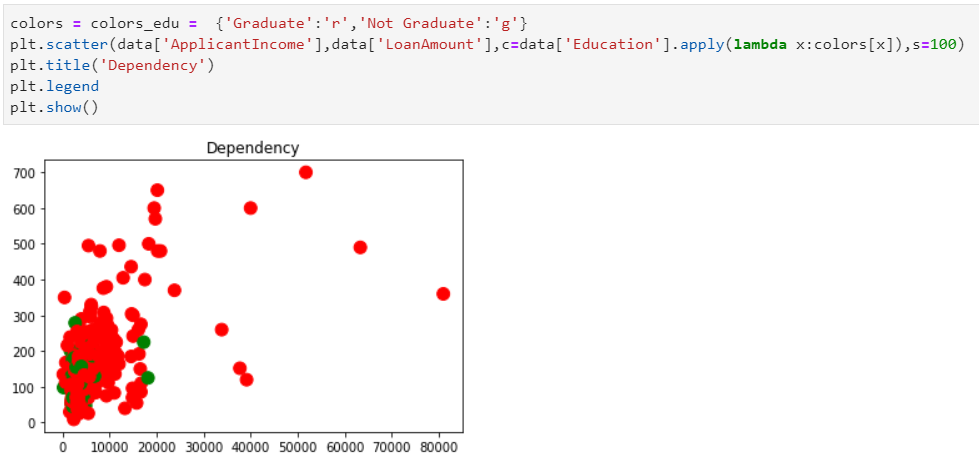 colors = colors_edu =  {'Graduate':'r','Not Graduate':'g'}
plt.scatter(data['ApplicantIncome'],data['LoanAmount'],c=data['Education'].apply(lambda x:colors[x]),s=100)
plt.title('Dependency')
plt.legend
plt.show()
Dependency
700
600
500
400
300
200
100
0
0 10000 20000 30000 40000 50000 60000 70000 80000